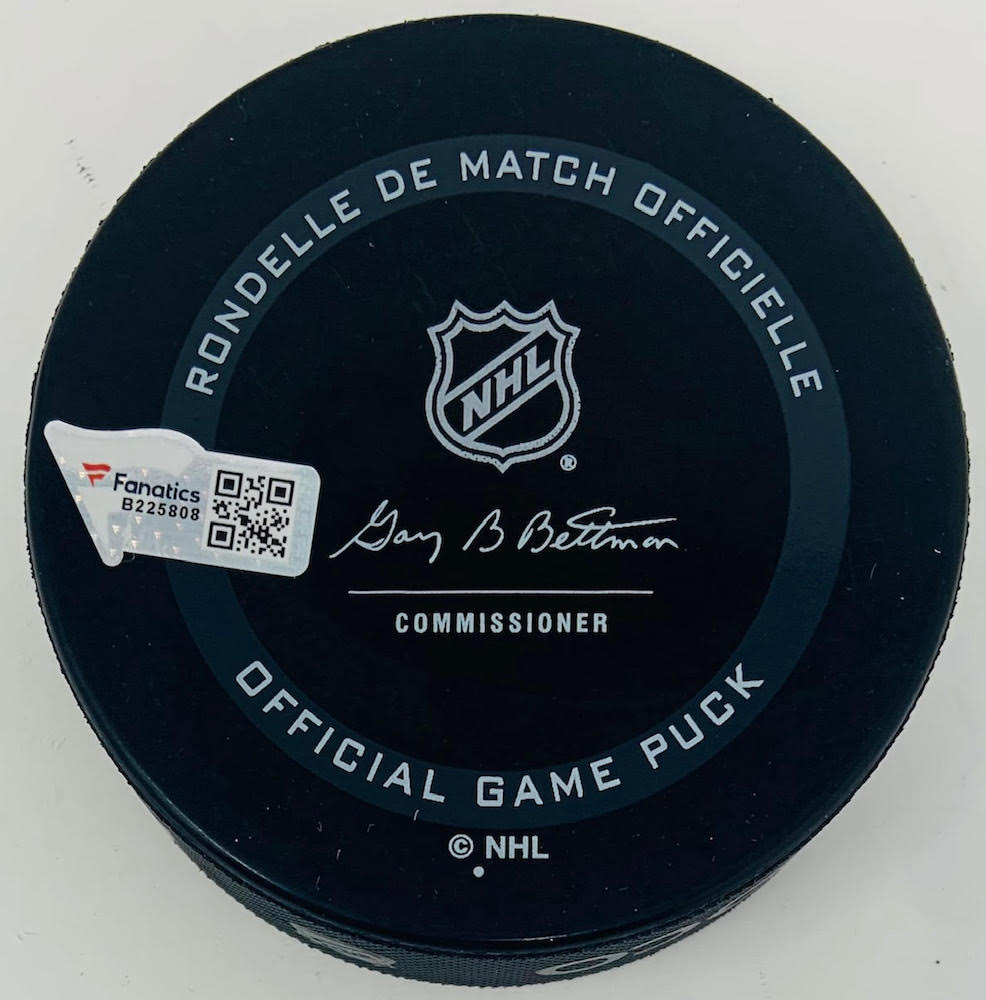 RONDELLE DE MATCH OFFICIELLE
NHL
®
Fanatics
B225808
Gary B Bettman
COMMISSIONER
OFFICIAL GAME PUCK
© NHL